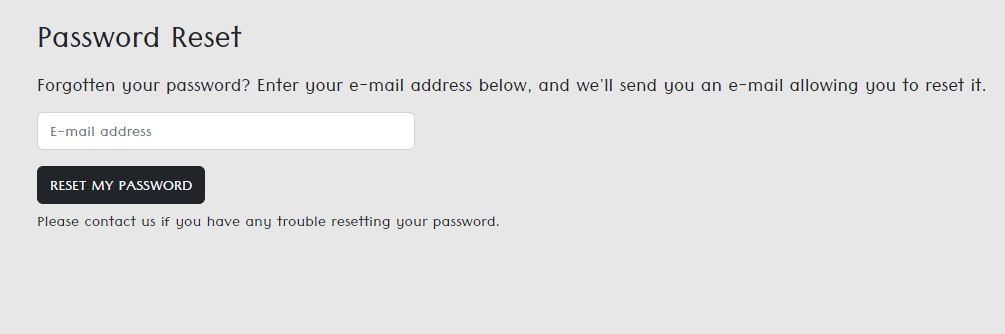 Password Reset
Forgotten your password? Enter your e-mail address below, and we'll send you an e-mail allowing you to reset it.
E-mail address
RESET MY PASSWORD
Please contact us if you have any trouble resetting your password.